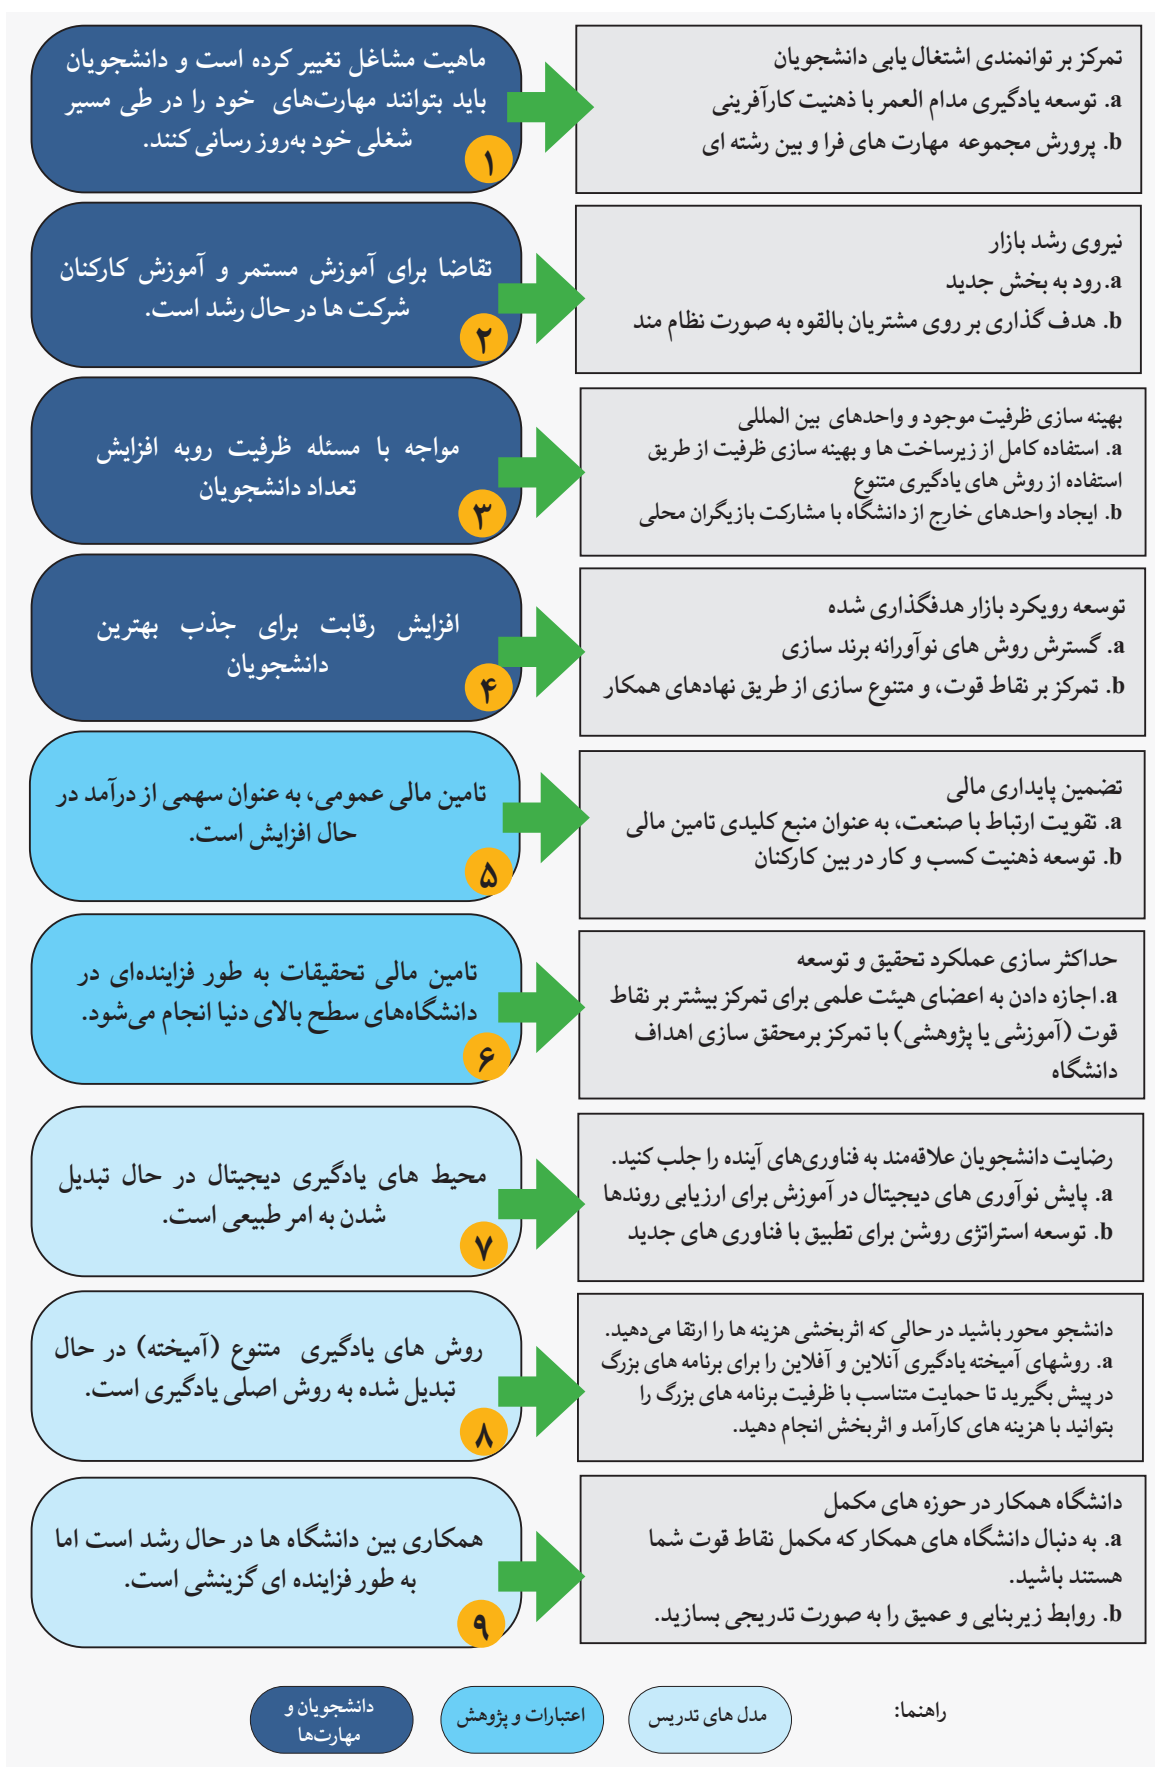 ماهیت مشاغل تغییر کرده است و دانشجویان
باید بتوانند مهارت‌های خود را در طی مسیر
شغلی خود به‌روز رسانی کنند.
۱
تمرکز بر توانمندی اشتغال یابی دانشجویان
a. توسعه یادگیری مدام العمر با ذهنیت کارآفرینی
b. پرورش مجموعه مهارت های فرا و بین رشته ای
تقاضا برای آموزش مستمر و آموزش کارکنان
شرکت ها در حال رشد است.
۲
نیروی رشد بازار
a. رود به بخش جدید
b. هدف گذاری بر روی مشتریان بالقوه به صورت نظام مند
مواجه با مسئله ظرفیت روبه افزایش
تعداد دانشجویان
۳
بهینه سازی ظرفیت موجود و واحدهای بین المللی
a. استفاده کامل از زیرساخت ها و بهینه سازی ظرفیت از طریق
استفاده از روش های یادگیری متنوع
b. ایجاد واحدهای خارج از دانشگاه با مشارکت بازیگران محلی
افزایش رقابت برای جذب بهترین
دانشجویان
۴
توسعه رویکرد بازار هدفگذاری شده
a. گسترش روش های نوآورانه برند سازی
b. تمرکز بر نقاط قوت، و متنوع سازی از طریق نهادهای همکار
تامین مالی عمومی، به عنوان سهمی از درآمد در
حال افزایش است.
۵
تضمین پایداری مالی
a. تقویت ارتباط با صنعت، به عنوان منبع کلیدی تامین مالی
b. توسعه ذهنیت کسب و کار در بین کارکنان
تامین مالی تحقیقات به طور فزاینده‌ای در
دانشگاه‌های سطح بالای دنیا انجام می‌شود.
۶
حداکثر سازی عملکرد تحقیق و توسعه
a. اجازه دادن به اعضای هیئت علمی برای تمرکز بیشتر بر نقاط
قوت (آموزشی یا پژوهشی) با تمرکز برمحقق سازی اهداف
دانشگاه
محیط های یادگیری دیجیتال در حال تبدیل
شدن به امر طبیعی است.
۷
رضایت دانشجویان علاقه‌مند به فناوری‌های آینده را جلب کنید.
a. پایش نوآوری های دیجیتال در آموزش برای ارزیابی روندها
b. توسعه استراتژی روشن برای تطبیق با فناوری های جدید
روش های یادگیری متنوع (آمیخته) در حال
تبدیل شده به روش اصلی یادگیری است.
۸
دانشجو محور باشید در حالی که اثربخشی هزینه ها را ارتقا می‌دهید.
a. روشهای آمیخته یادگیری آنلاین و آفلاین را برای برنامه های بزرگ
در پیش بگیرید تا حمایت متناسب با ظرفیت برنامه های بزرگ را
بتوانید با هزینه های کارآمد و اثربخش انجام دهید.
همکاری بین دانشگاه ها در حال رشد است اما
به طور فزاینده ای گزینشی است.
۹
دانشگاه همکار در حوزه های مکمل
a. به دنبال دانشگاه های همکار که مکمل نقاط قوت شما
هستند باشید.
b. روابط زیربنایی و عمیق را به صورت تدریجی بسازید.
راهنما:
مدل های تدریس
اعتبارات و پژوهش
دانشجویان و
مهارت‌ها